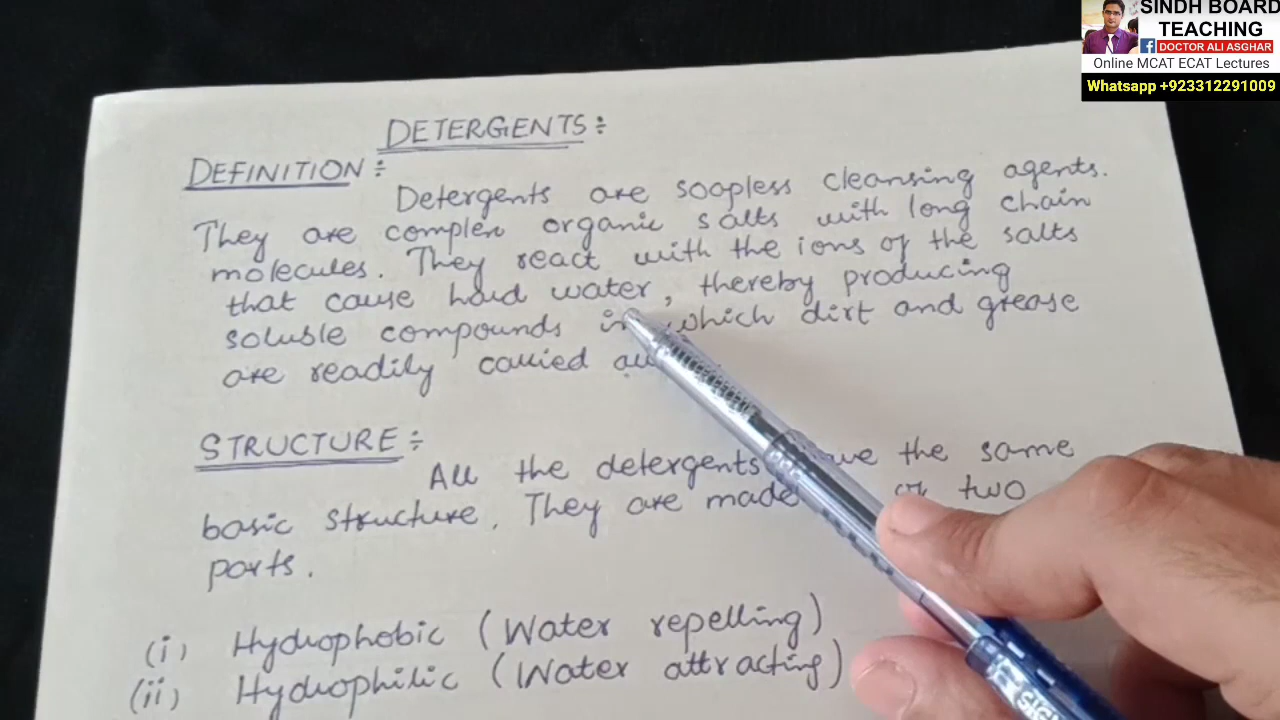 SINDH BOARD
TEACHING
DOCTOR ALI ASGHAR
Online MCAT ECAT Lectures
Whatsapp +923312291009
DETERGENTS:
DEFINITION:
Detergents are soapless cleansing agents.
They are complex organic salts with long chain
molecules. They react with the ions of the salts
that cause hard water, thereby producing
soluble compounds in which dirt and grease
are readily carried
STRUCTURE:
All the detergents the same
basic structure. They are made of two
parts.
(i) Hydrophobic (Water repelling)
(ii) Hydrophilic (Water attracting)